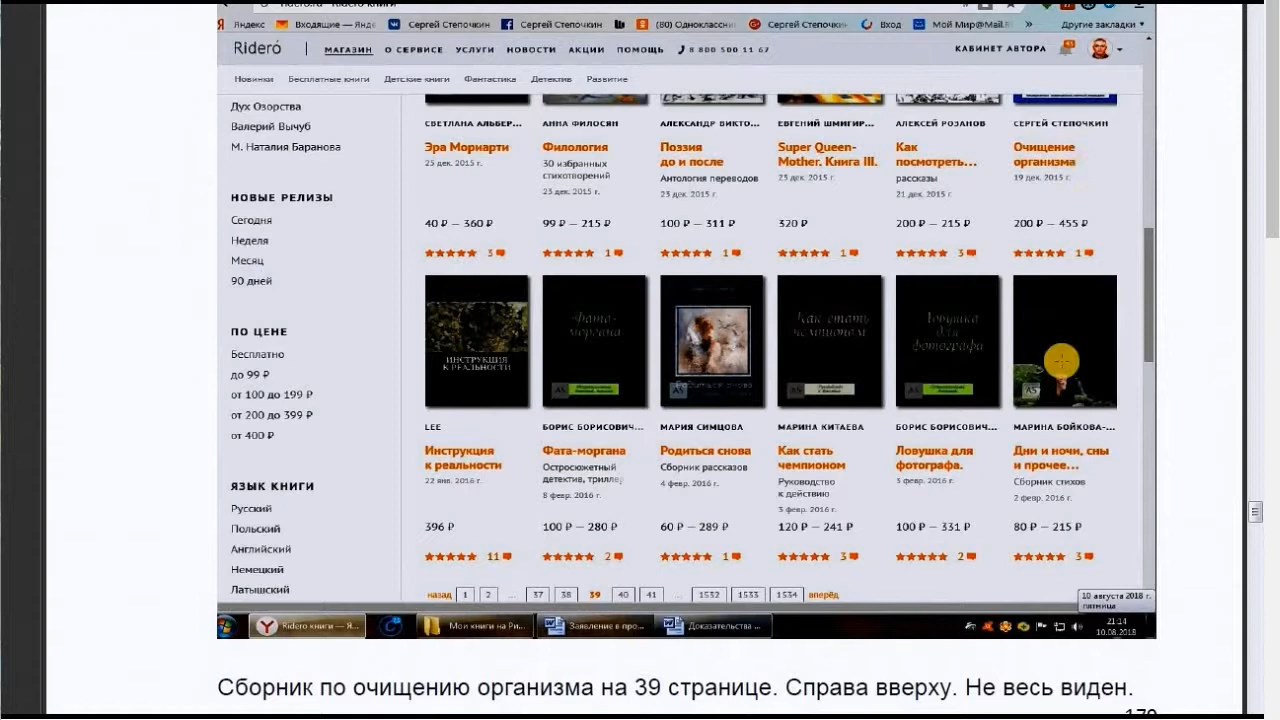 Яндекс Входящие — Янде Сергей Степочкин Сергей Степочкин (80) Одноклассни Сергей Степочкин Вход Мой Мир@Mail.R » Другие закладки
Rideró МАГАЗИН О СЕРВИСЕ УСЛУГИ НОВОСТИ АКЦИИ ПОМОЩЬ 8 800 500 11 67 КАБИНЕТ АВТОРА
Новинки Бесплатные книги Детские книги Фантастика Детектив Развитие
Дух Озорства
Валерий Вычуб
М. Наталия Баранова
НОВЫЕ РЕЛИЗЫ
Сегодня
Неделя
Месяц
90 дней
ПО ЦЕНЕ
Бесплатно
до 99 ₽
от 100 до 199 ₽
от 200 до 399 ₽
от 400 ₽
ЯЗЫК КНИГИ
Русский
Польский
Английский
Немецкий
Латышский
СВЕТЛАНА АЛЬБЕР...
Эра Мориарти
25 дек. 2015 г.
40 ₽ — 360 ₽
3
АННА ФИЛОСЯН
Филология
30 избранных
стихотворений
23 дек. 2015 г.
99 ₽ — 215 ₽
1
АЛЕКСАНДР ВИКТО...
Поэзия
до и после
Антология переводов
23 дек. 2015 г.
100 ₽ — 311 ₽
1
ЕВГЕНИЙ ШМИГИР...
Super Queen-
Mother. Книга III.
23 дек. 2015 г.
320 ₽
1
АЛЕКСЕЙ РОЗАНОВ
Как
посмотреть...
рассказы
21 дек. 2015 г.
200 ₽ — 215 ₽
3
СЕРГЕЙ СТЕПОЧКИН
Очищение
организма
19 дек. 2015 г.
200 ₽ — 455 ₽
1
ИНСТРУКЦИЯ
К РЕАЛЬНОСТИ
LEE
Инструкция
к реальности
22 янв. 2016 г.
396 ₽
11
Фата-
моргана
AS
БОРИС БОРИСОВИЧ...
Фата-моргана
Остросюжетный
детектив, триллер
8 февр. 2016 г.
100 ₽ — 280 ₽
2
Родиться снова
AS
МАРИЯ СИМЦОВА
Родиться снова
Сборник рассказов
4 февр. 2016 г.
60 ₽ — 289 ₽
1
Как стать
чемпионом
AS
МАРИНА КИТАЕВА
Как стать
чемпионом
Руководство
к действию
3 февр. 2016 г.
120 ₽ — 241 ₽
3
Ловушка
для
фотографа
AS
БОРИС БОРИСОВИЧ...
Ловушка для
фотографа.
3 февр. 2016 г.
100 ₽ — 331 ₽
2
AS
МАРИНА БОЙКОВА-...
Дни и ночи, сны
и прочее...
Сборник стихов
2 февр. 2016 г.
80 ₽ — 215 ₽
3
назад 1 2 ... 37 38 39 40 41 ... 1532 1533 1534 вперёд
10 августа 2018 г.
пятница
Ridero книги — Я... Мои книги на Ри... Заявление в про... Доказательства ... 21:14
10.08.2018
Сборник по очищению организма на 39 странице. Справа вверху. Не весь виден.